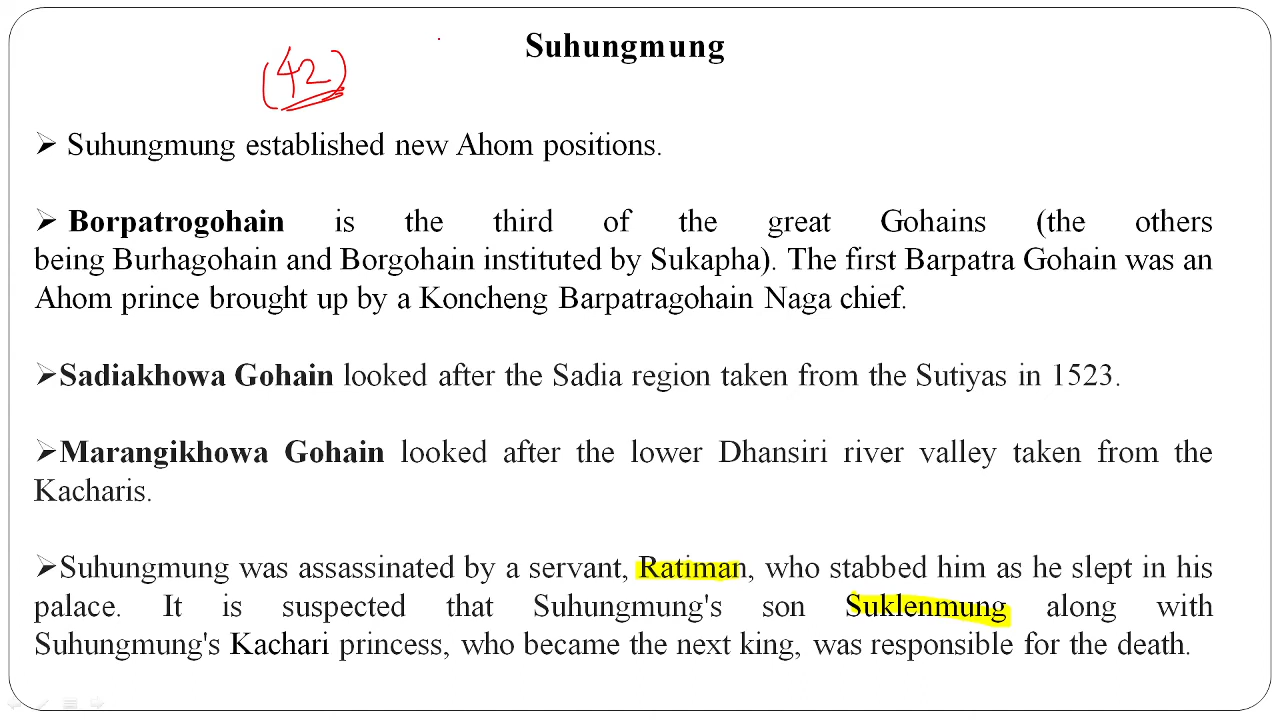 Suhungmung
(42)
➢ Suhungmung established new Ahom positions.
➢ Borpatrogohain is the third of the great Gohains (the others
being Burhagohain and Borgohain instituted by Sukapha). The first Barpatra Gohain was an
Ahom prince brought up by a Koncheng Barpatragohain Naga chief.
➢Sadiakhowa Gohain looked after the Sadia region taken from the Sutiyas in 1523.
➢Marangikhowa Gohain looked after the lower Dhansiri river valley taken from the
Kacharis.
➢Suhungmung was assassinated by a servant, Ratiman, who stabbed him as he slept in his
palace. It is suspected that Suhungmung's son Suklenmung along with
Suhungmung's Kachari princess, who became the next king, was responsible for the death.